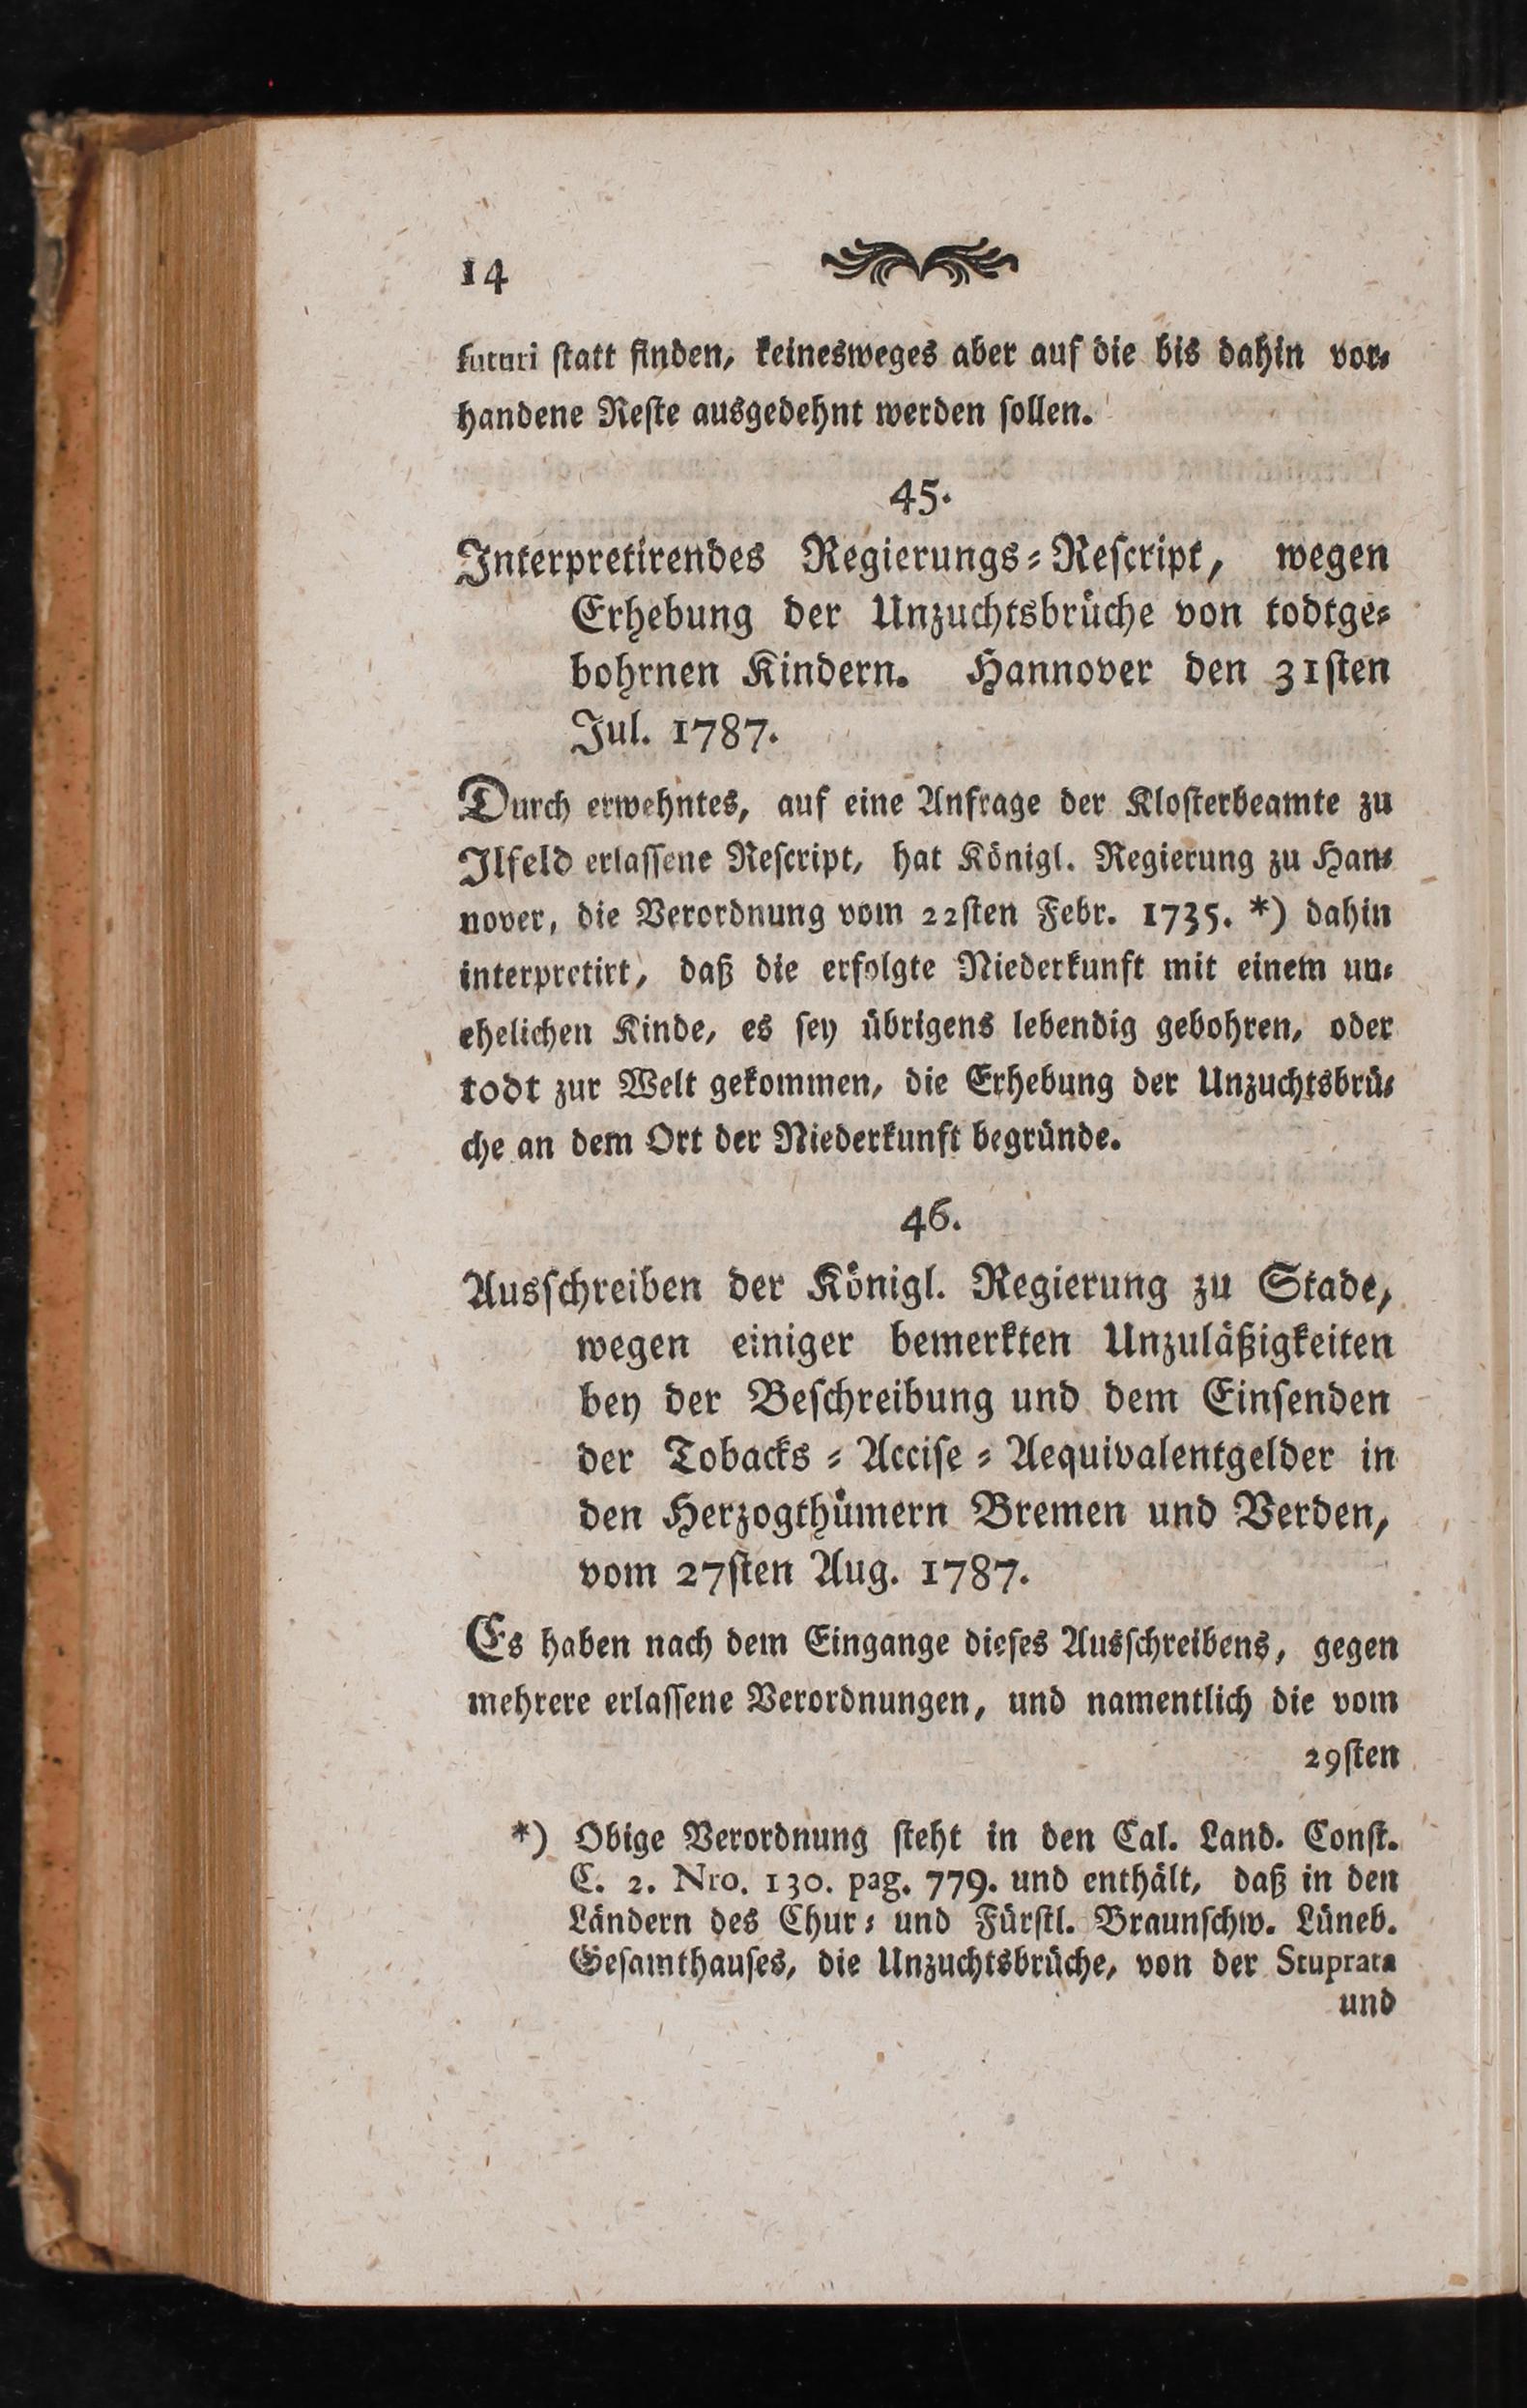 14
futuri ſtatt finden, keinesweges aber auf die bis dahin vor⸗
handene Reſte ausgedehnt werden ſollen.
45.
Interpretirendes Regierungs⸗Reſcript, wegen
Erhebung der Unzuchtsbrüche von todtge⸗
bohrnen Kindern. Hannover den 31ſten
Jul. 1787.
Durch erwehntes, auf eine Anfrage der Kloſterbeamte zu
Ilfeld erlaſſene Reſcript, hat Königl. Regierung zu Han⸗
nover, die Verordnung vom 22ſten Febr. 1735. *) dahin
interpretirt, daß die erfolgte Niederkunft mit einem un⸗
ehelichen Kinde, es ſey übrigens lebendig gebohren, oder
todt zur Welt gekommen, die Erhebung der Unzuchtsbrü⸗
che an dem Ort der Niederkunft begründe.
46.
Ausſchreiben der Königl. Regierung zu Stade,
wegen einiger bemerkten Unzuläßigkeiten
bey der Beſchreibung und dem Einſenden
der Tobacks⸗Acciſe⸗Aequivalentgelder in
den Herzogthümern Bremen und Verden,
vom 27ſten Aug. 1787.
Es haben nach dem Eingange dieſes Ausſchreibens, gegen
mehrere erlaſſene Verordnungen, und namentlich die vom
29ſten
*) Obige Verordnung ſteht in den Cal. Land. Conſt.
C. 2. Nro. 130. pag. 779. und enthält, daß in den
Ländern des Chur⸗ und Fürſtl. Braunſchw. Lüneb.
Geſamthauſes, die Unzuchtsbrüche, von der Stuprata
und